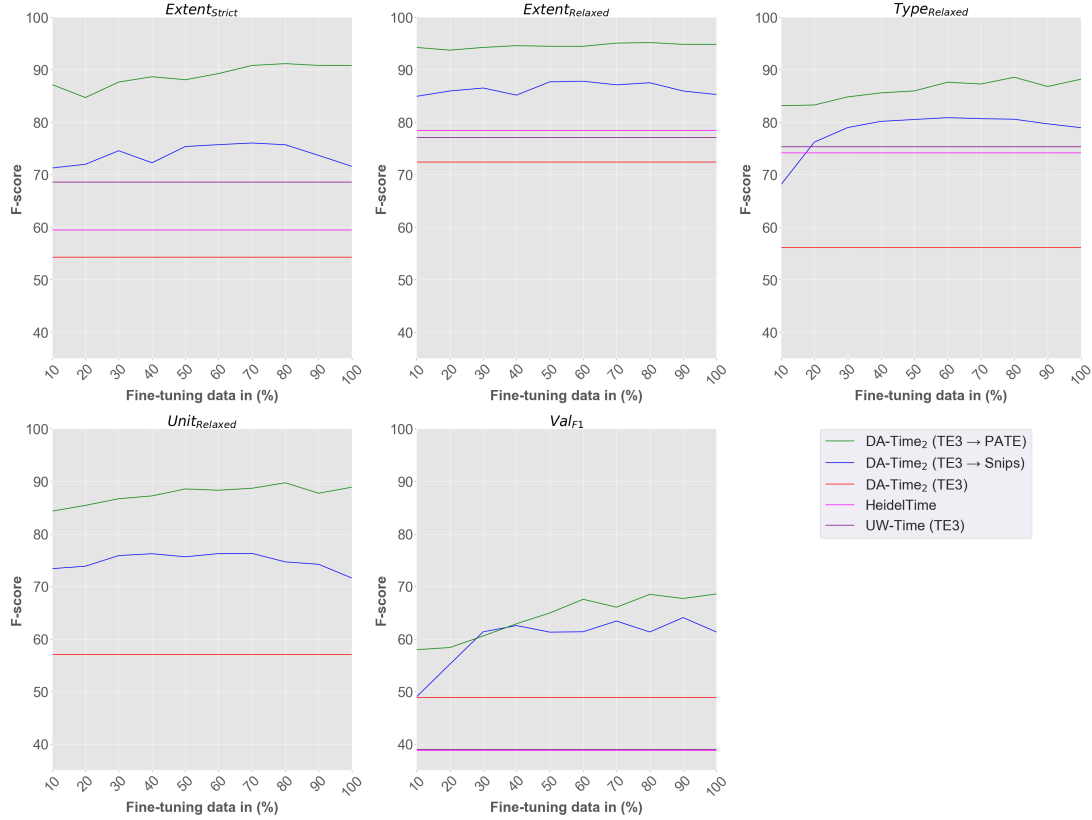 Extent_Strict
100
90
80
70
60
50
40
F-score
10 20 30 40 50 60 70 80 90 100
Fine-tuning data in (%)
Extent_Relaxed
100
90
80
70
60
50
40
F-score
10 20 30 40 50 60 70 80 90 100
Fine-tuning data in (%)
Type_Relaxed
100
90
80
70
60
50
40
F-score
10 20 30 40 50 60 70 80 90 100
Fine-tuning data in (%)
Unit_Relaxed
100
90
80
70
60
50
40
F-score
10 20 30 40 50 60 70 80 90 100
Fine-tuning data in (%)
Val_F1
100
90
80
70
60
50
40
F-score
10 20 30 40 50 60 70 80 90 100
Fine-tuning data in (%)
DA-Time₂ (TE3 → PATE)
DA-Time₂ (TE3 → Snips)
DA-Time₂ (TE3)
HeidelTime
UW-Time (TE3)